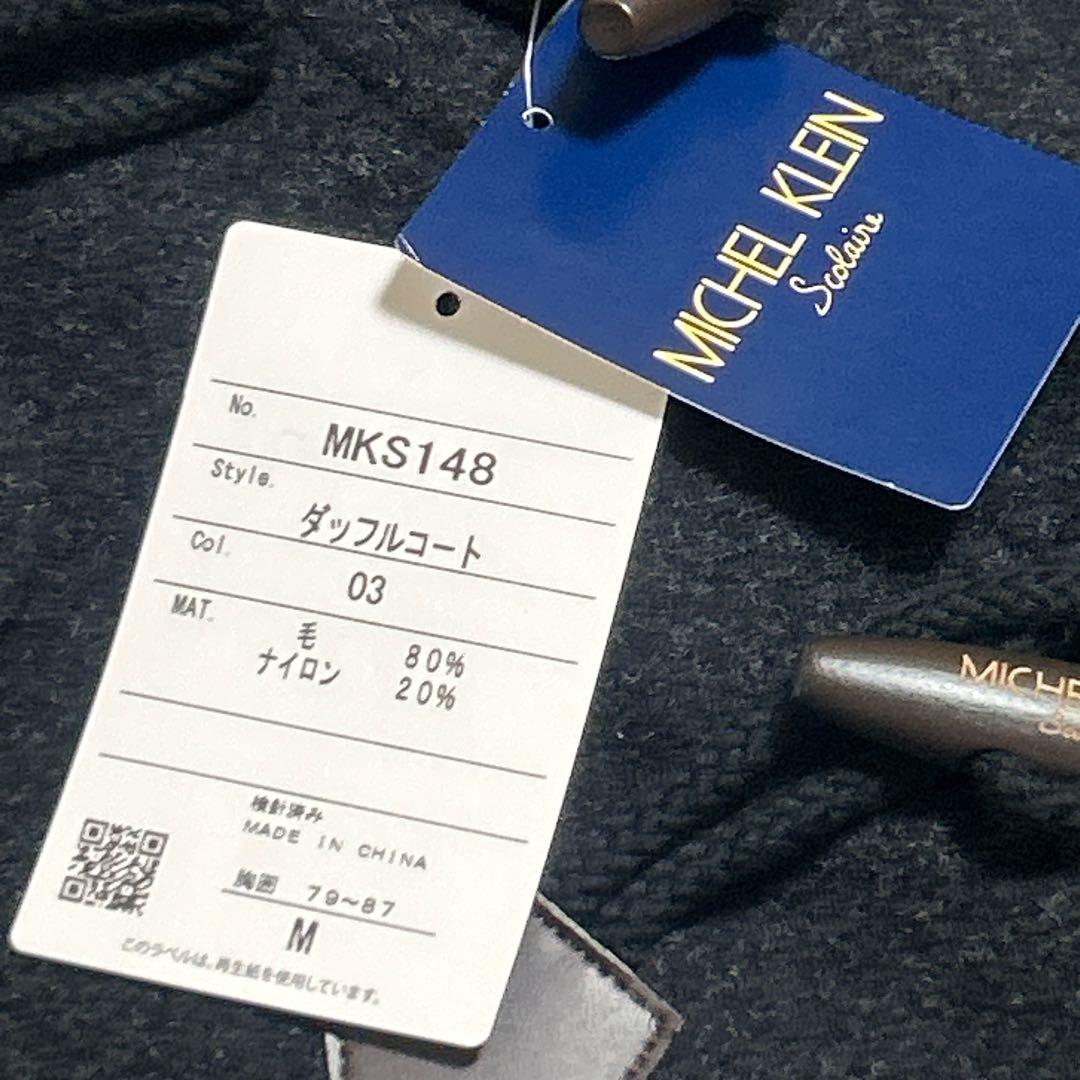 MICHEL KLEIN
Scolaire
No.
MKS148
Style.
ダッフルコート
Col.
03
MAT.
毛 80%
ナイロン 20%
検針済み
MADE IN CHINA
胸囲 79~87
M
このラベルは、再生紙を使用しています。
MICHE